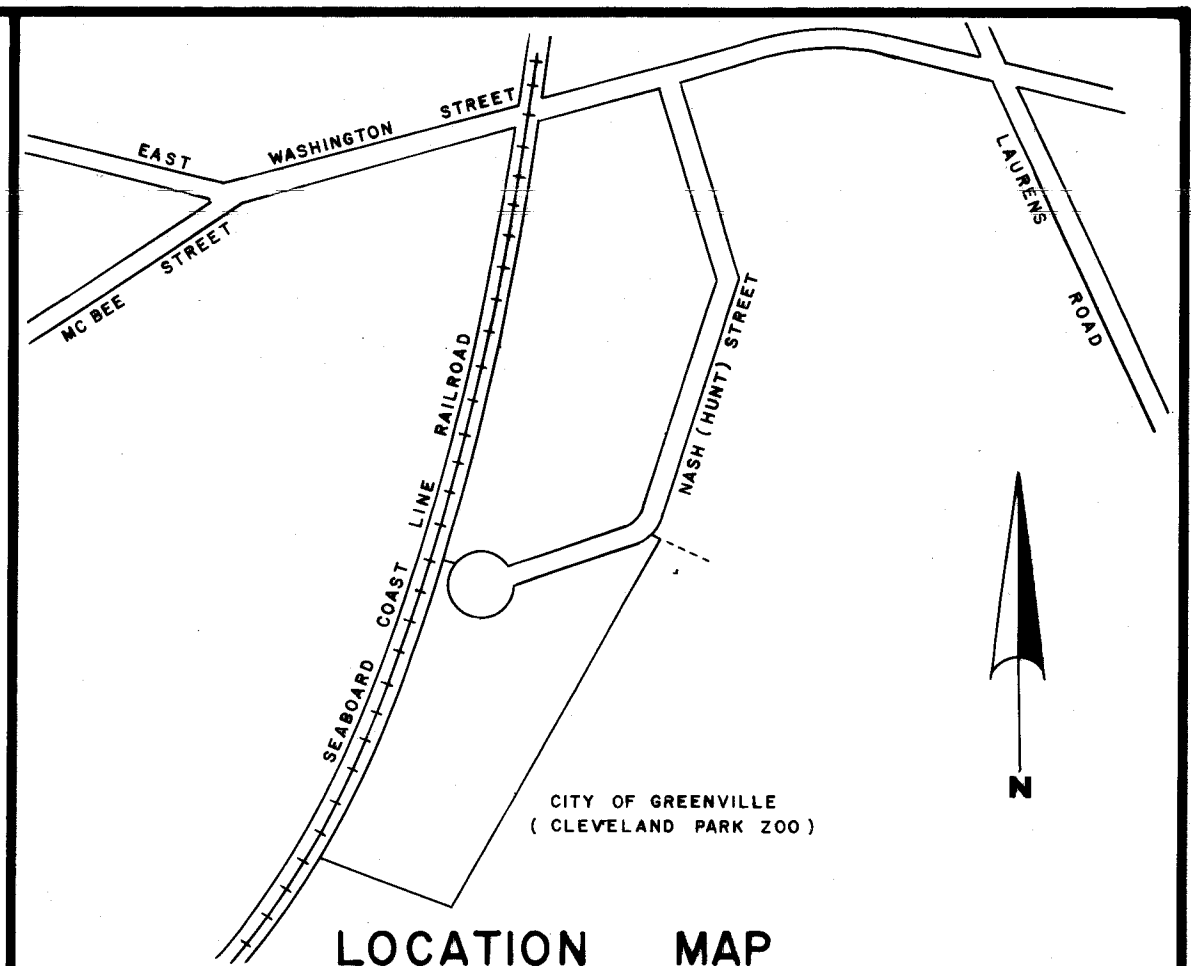 EAST WASHINGTON STREET
MC BEE STREET
LAURENS ROAD
NASH (HUNT) STREET
SEABOARD COAST LINE RAILROAD
N
CITY OF GREENVILLE
( CLEVELAND PARK ZOO )
LOCATION MAP